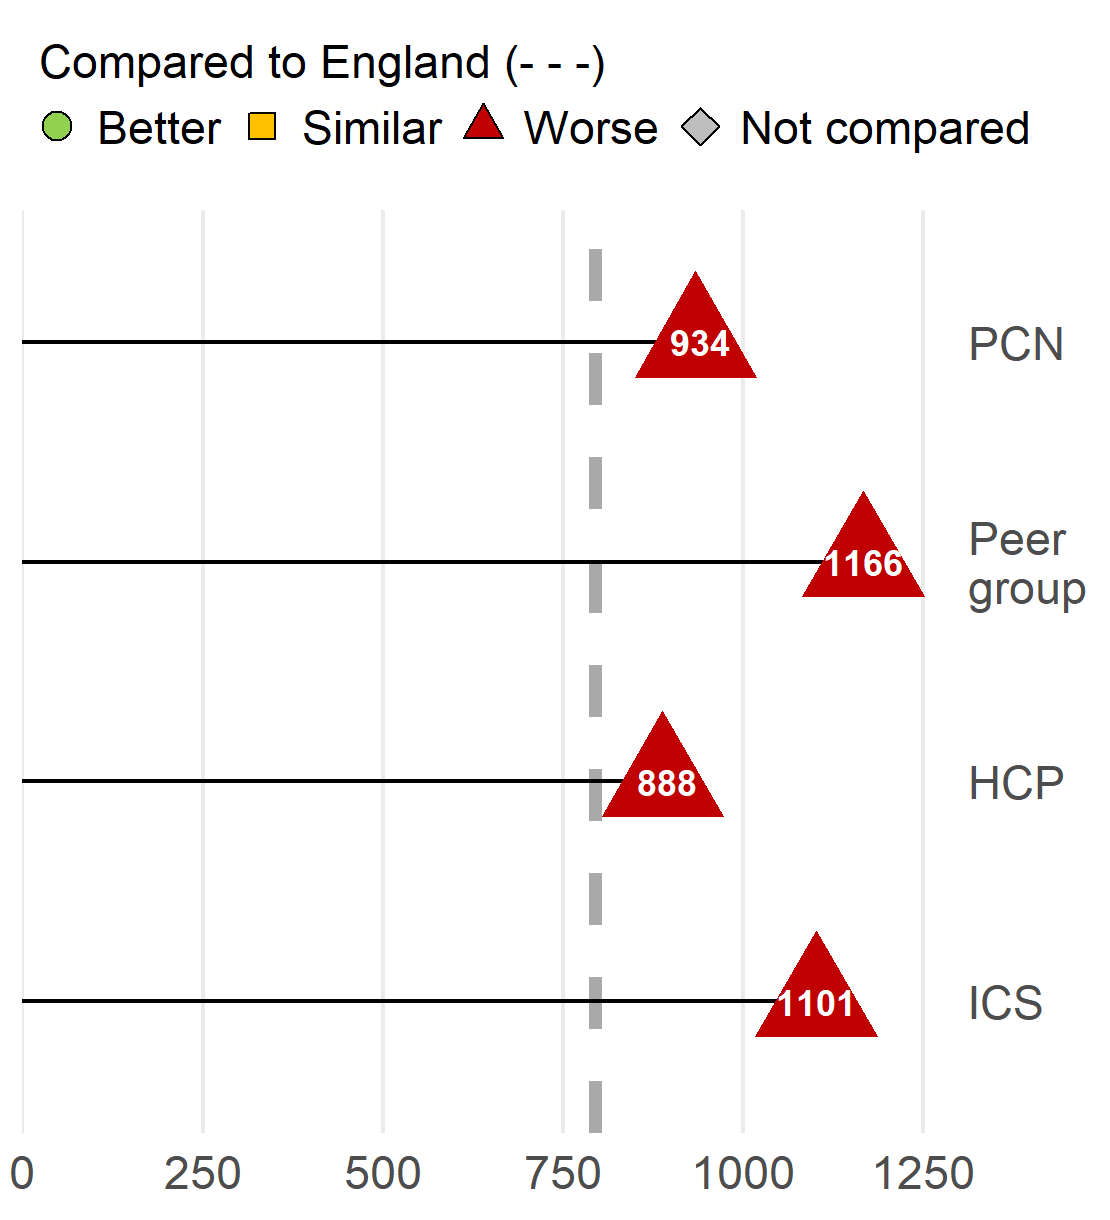 Compared to England (- - -)
Better Similar Worse Not compared
934 PCN
1166 Peer
group
888 HCP
1101 ICS
0 250 500 750 1000 1250